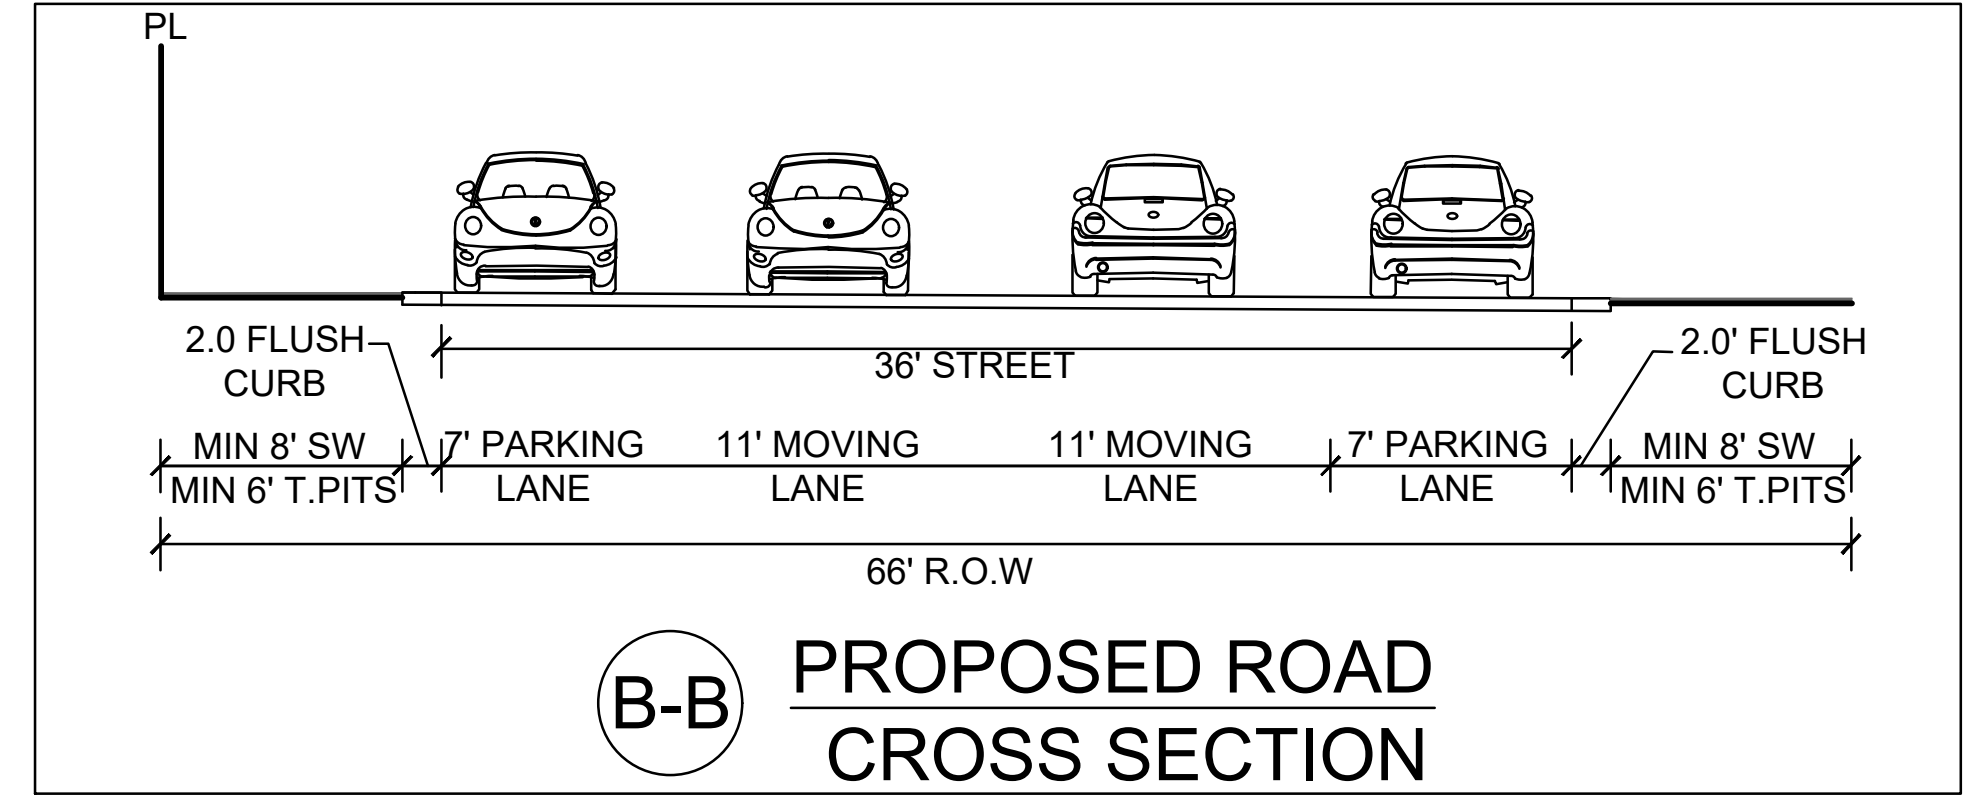 PL
2.0 FLUSH
CURB
36' STREET
2.0' FLUSH
CURB
MIN 8' SW
MIN 6' T.PITS
7' PARKING
LANE
11' MOVING
LANE
11' MOVING
LANE
7' PARKING
LANE
MIN 8' SW
MIN 6' T.PITS
66' R.O.W
B-B
PROPOSED ROAD
CROSS SECTION